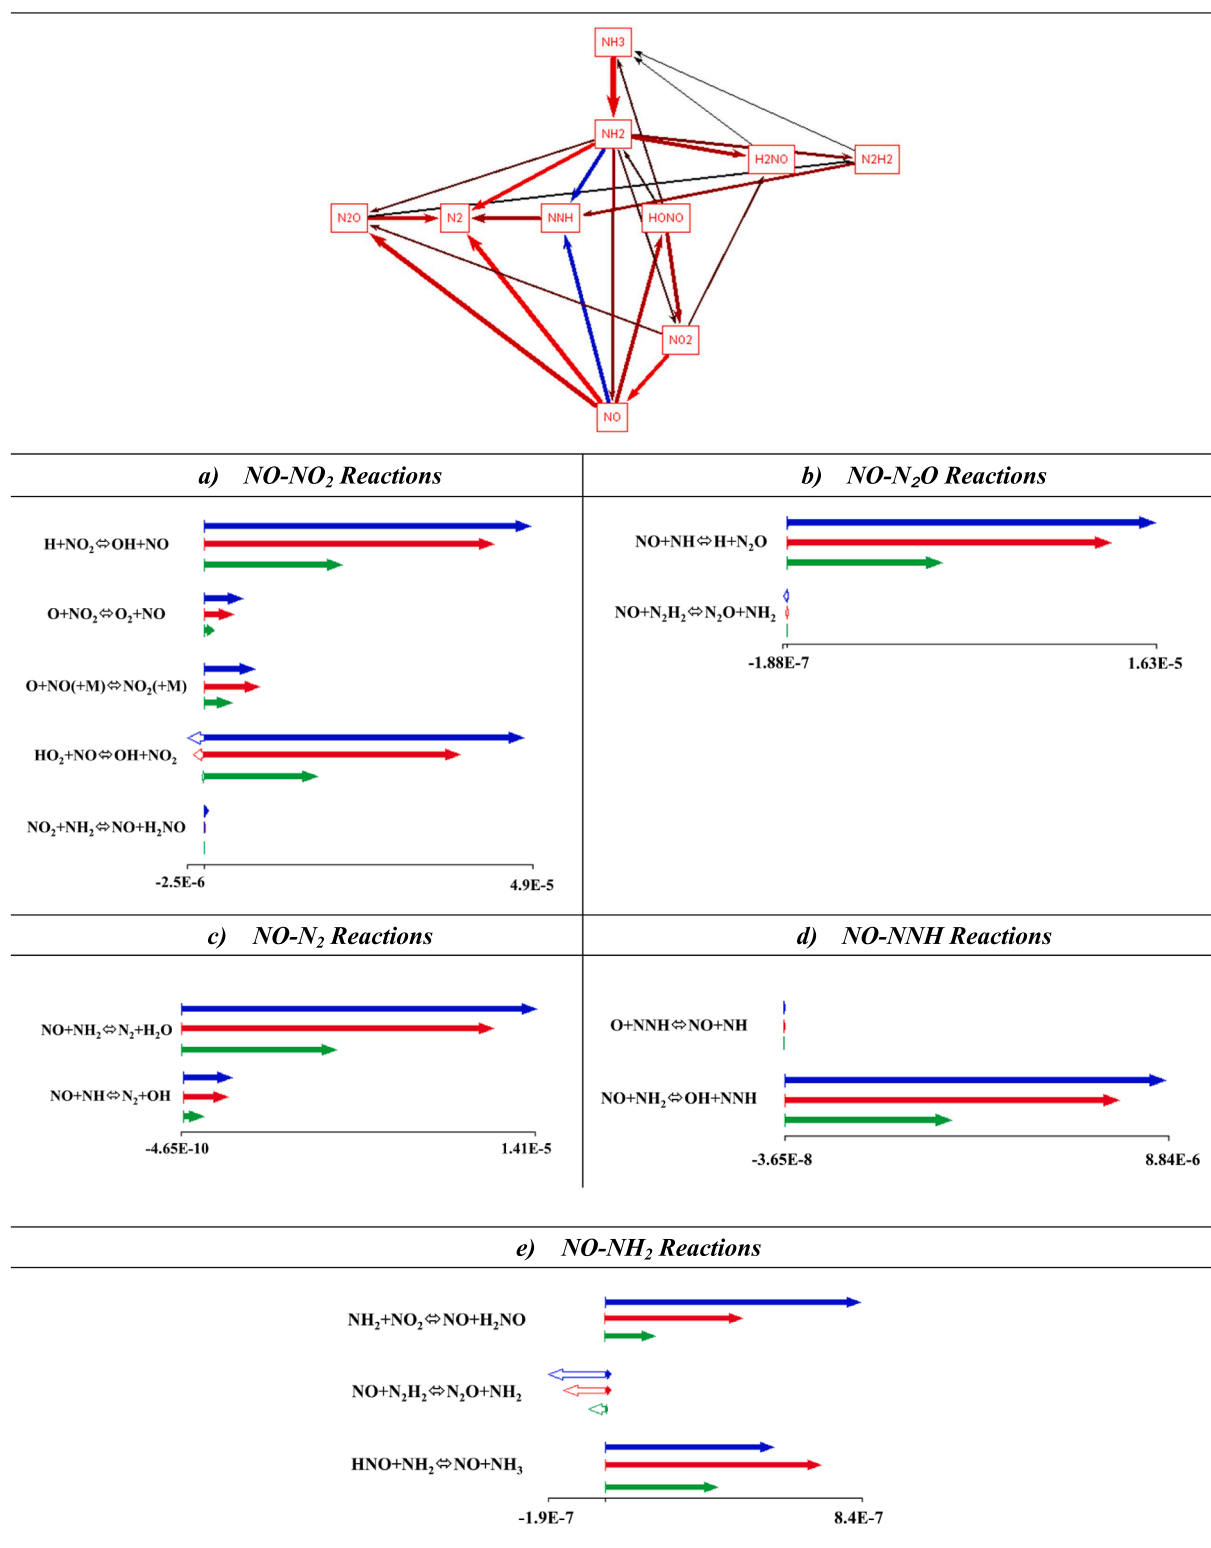 NH3
NH2
H2NO N2H2
N2O N2 NNH HONO
NO2
NO
a) NO-NO₂ Reactions
b) NO-N₂O Reactions
H+NO₂⇔OH+NO
O+NO₂⇔O₂+NO
O+NO(+M)⇔NO₂(+M)
HO₂+NO⇔OH+NO₂
NO₂+NH₂⇔NO+H₂NO
-2.5E-6 4.9E-5
NO+NH⇔H+N₂O
NO+N₂H₂⇔N₂O+NH₂
-1.88E-7 1.63E-5
c) NO-N₂ Reactions
d) NO-NNH Reactions
NO+NH₂⇔N₂+H₂O
NO+NH⇔N₂+OH
-4.65E-10 1.41E-5
O+NNH⇔NO+NH
NO+NH₂⇔OH+NNH
-3.65E-8 8.84E-6
e) NO-NH₂ Reactions
NH₂+NO₂⇔NO+H₂NO
NO+N₂H₂⇔N₂O+NH₂
HNO+NH₂⇔NO+NH₃
-1.9E-7 8.4E-7